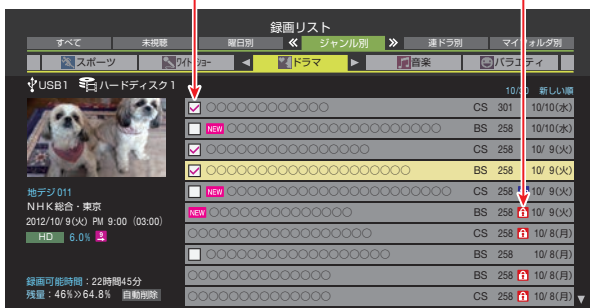 録画リスト
すべて 未視聴 曜日別 ≪ ジャンル別 ≫ 連ドラ別 マイフォルダ別
スポーツ ワイドショー ◀ ドラマ ▶ 音楽 バラエティ
USB1 ハードディスク1
10/30 新しい順
○○○○○○○○○○○○ CS 301 10/10(水)
NEW ○○○○○○○○○○○○○○○○○○○○○ BS 258 10/10(水)
○○○○○○○○○○○○○○○○ CS 258 10/ 9(火)
○○○○○○○○○○○○○○○○○○○○ BS 258 10/ 9(火)
NEW ○○○○○○○○○○○○○○○○○○○○○○ CS 258 10/ 9(火)
NEW ○○○○○○○○○○○○○○ BS 258 10/ 9(火)
○○○○○○○○○○○○○○○○○○ CS 258 10/ 8(月)
○○○○○○○○○○○○○○○ BS 258 10/ 8(月)
○○○○○○○○○○○○○ BS 258 10/ 8(月)
○○○○○○○○○○○○○○○ CS 258 10/ 8(月) ▼
地デジ011
NHK総合・東京
2012/10/ 9(火) PM 9:00 (03:00)
HD 6.0% 9
録画可能時間：22時間45分
残量：46%≫64.8% 自動削除